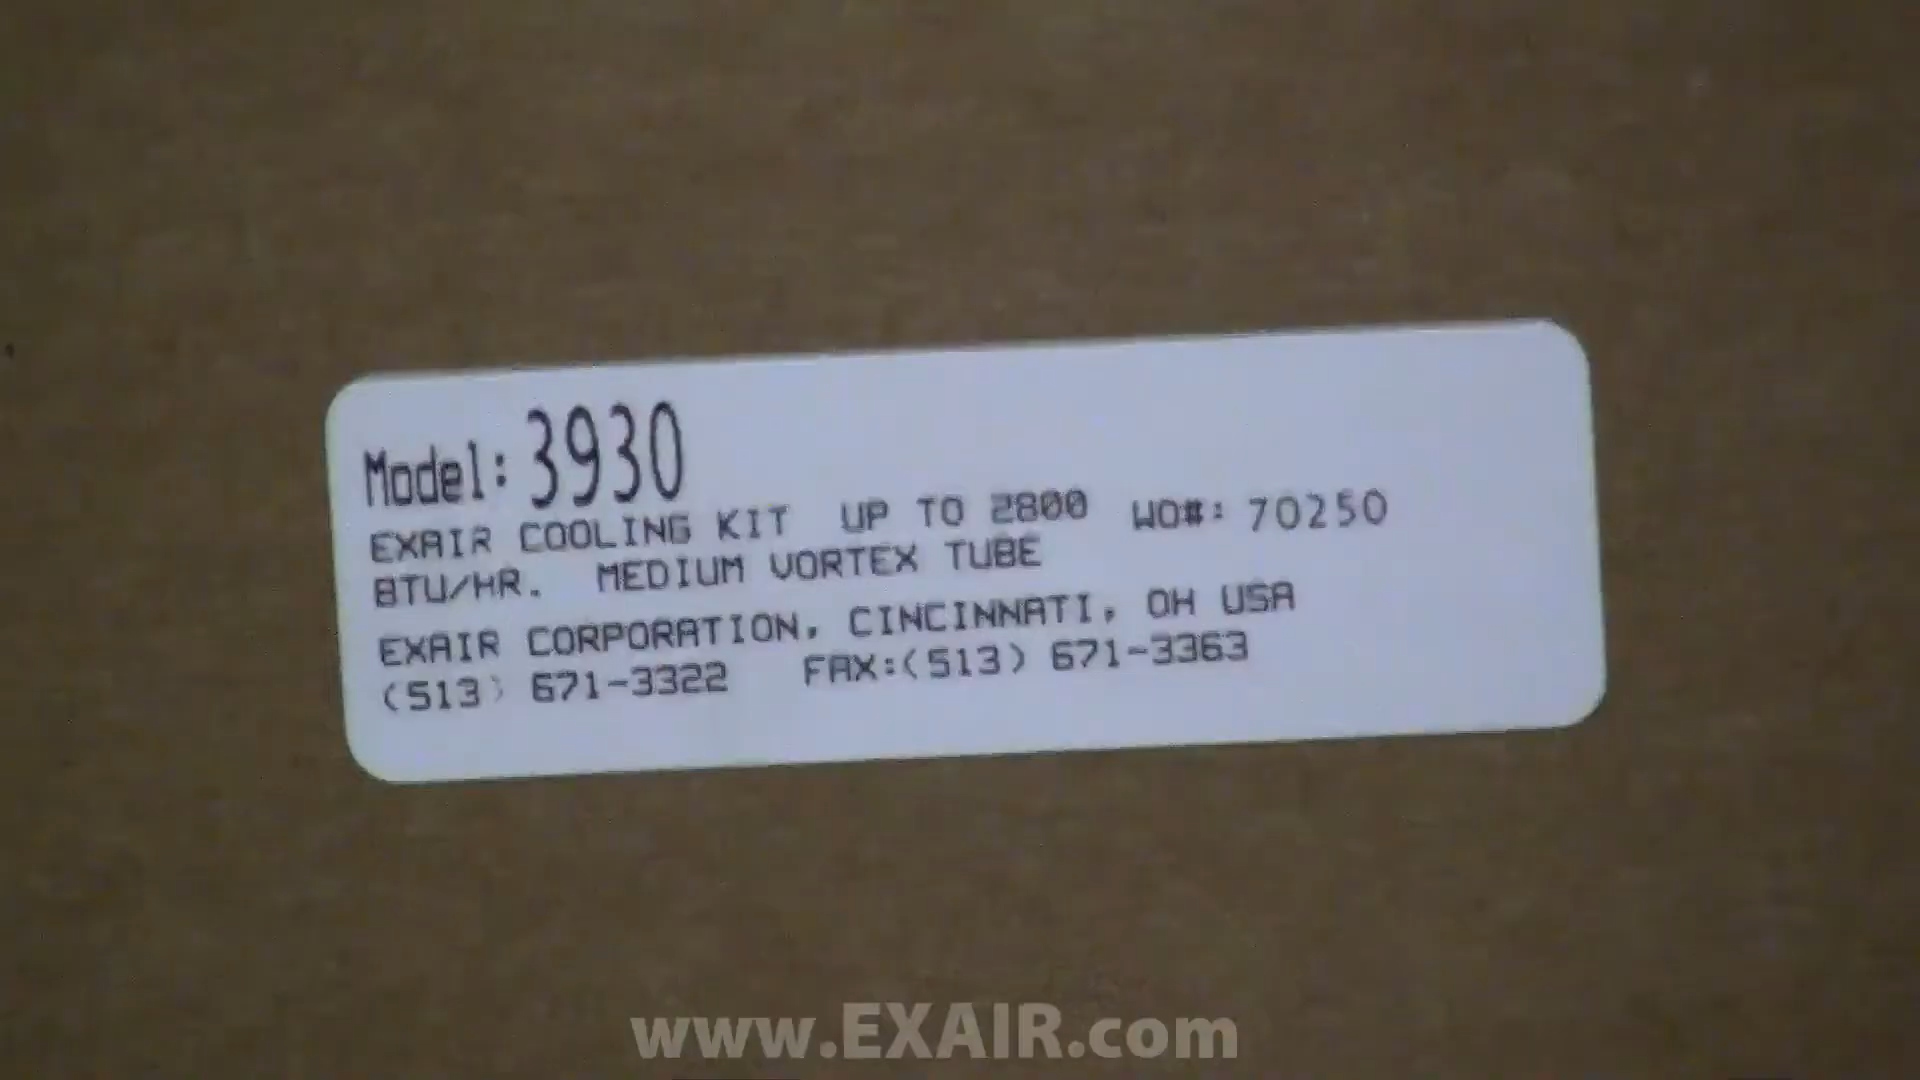 Model: 3930
EXAIR COOLING KIT UP TO 2800 WO#: 70250
BTU/HR. MEDIUM VORTEX TUBE
EXAIR CORPORATION, CINCINNATI, OH USA
(513) 671-3322 FAX:(513) 671-3363
www.EXAIR.com